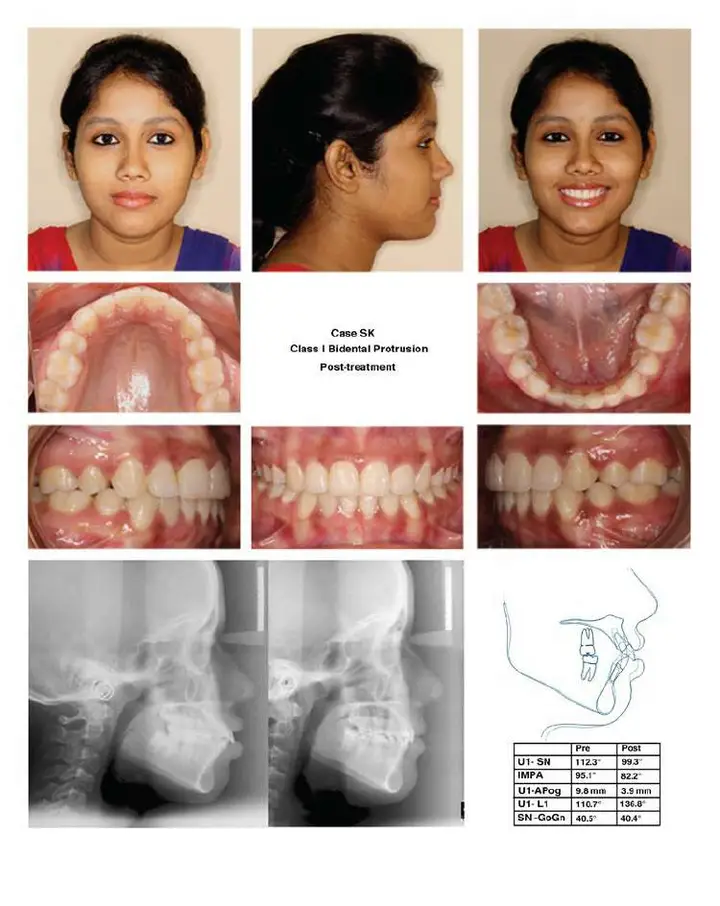 Case SK
Class I Bidental Protrusion
Post-treatment
Pre Post
U1- SN 112.3° 99.3°
IMPA 95.1° 82.2°
U1-APog 9.8 mm 3.9 mm
U1- L1 110.7° 136.8°
SN -GoGn 40.5° 40.4°